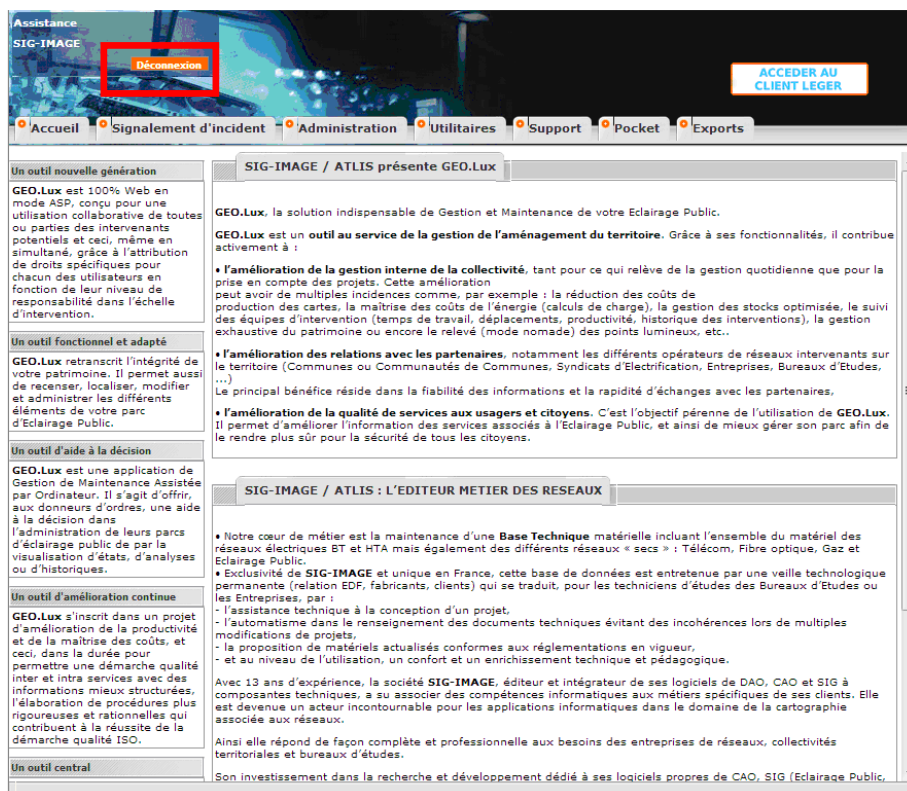 Assistance
SIG-IMAGE
Déconnexion
ACCEDER AU
CLIENT LEGER
Accueil
Signalement d'incident
Administration
Utilitaires
Support
Pocket
Exports
Un outil nouvelle génération
GEO.Lux est 100% Web en
mode ASP, conçu pour une
utilisation collaborative de toutes
ou parties des intervenants
potentiels et ceci, même en
simultané, grâce à l'attribution
de droits spécifiques pour
chacun des utilisateurs en
fonction de leur niveau de
responsabilité dans l'échelle
d'intervention.
Un outil fonctionnel et adapté
GEO.Lux retranscrit l'intégrité de
votre patrimoine. Il permet aussi
de recenser, localiser, modifier
et administrer les différents
éléments de votre parc
d'Eclairage Public.
Un outil d'aide à la décision
GEO.Lux est une application de
Gestion de Maintenance Assistée
par Ordinateur. Il s'agit d'offrir,
aux donneurs d'ordres, une aide
à la décision dans
l'administration de leurs parcs
d'éclairage public de par la
visualisation d'états, d'analyses
ou d'historiques.
Un outil d'amélioration continue
GEO.Lux s'inscrit dans un projet
d'amélioration de la productivité
et de la maîtrise des coûts, et
ceci, dans la durée pour
permettre une démarche qualité
inter et intra services avec des
informations mieux structurées,
l'élaboration de procédures plus
rigoureuses et rationnelles qui
contribuent à la réussite de la
démarche qualité ISO.
Un outil central
SIG-IMAGE / ATLIS présente GEO.Lux
GEO.Lux, la solution indispensable de Gestion et Maintenance de votre Eclairage Public.
GEO.Lux est un outil au service de la gestion de l'aménagement du territoire. Grâce à ses fonctionnalités, il contribue
activement à :
• l'amélioration de la gestion interne de la collectivité, tant pour ce qui relève de la gestion quotidienne que pour la
prise en compte des projets. Cette amélioration
peut avoir de multiples incidences comme, par exemple : la réduction des coûts de
production des cartes, la maîtrise des coûts de l'énergie (calculs de charge), la gestion des stocks optimisée, le suivi
des équipes d'intervention (temps de travail, déplacements, productivité, historique des interventions), la gestion
exhaustive du patrimoine ou encore le relevé (mode nomade) des points lumineux, etc..
• l'amélioration des relations avec les partenaires, notamment les différents opérateurs de réseaux intervenants sur
le territoire (Communes ou Communautés de Communes, Syndicats d'Electrification, Entreprises, Bureaux d'Etudes,
...)
Le principal bénéfice réside dans la fiabilité des informations et la rapidité d'échanges avec les partenaires,
• l'amélioration de la qualité de services aux usagers et citoyens. C'est l'objectif pérenne de l'utilisation de GEO.Lux.
Il permet d'améliorer l'information des services associés à l'Eclairage Public, et ainsi de mieux gérer son parc afin de
le rendre plus sûr pour la sécurité de tous les citoyens.
SIG-IMAGE / ATLIS : L'EDITEUR METIER DES RESEAUX
• Notre cœur de métier est la maintenance d'une Base Technique matérielle incluant l'ensemble du matériel des
réseaux électriques BT et HTA mais également des différents réseaux « secs » : Télécom, Fibre optique, Gaz et
Eclairage Public.
• Exclusivité de SIG-IMAGE et unique en France, cette base de données est entretenue par une veille technologique
permanente (relation EDF, fabricants, clients) qui se traduit, pour les techniciens d'études des Bureaux d'Etudes ou
les Entreprises, par :
- l'assistance technique à la conception d'un projet,
- l'automatisme dans le renseignement des documents techniques évitant des incohérences lors de multiples
modifications de projets,
- la proposition de matériels actualisés conformes aux réglementations en vigueur,
- et au niveau de l'utilisation, un confort et un enrichissement technique et pédagogique.
Avec 13 ans d'expérience, la société SIG-IMAGE, éditeur et intégrateur de ses logiciels de DAO, CAO et SIG à
composantes techniques, a su associer des compétences informatiques aux métiers spécifiques de ses clients. Elle
est devenue un acteur incontournable pour les applications informatiques dans le domaine de la cartographie
associée aux réseaux.
Ainsi elle répond de façon complète et professionnelle aux besoins des entreprises de réseaux, collectivités
territoriales et bureaux d'études.
Son investissement dans la recherche et développement dédié à ses logiciels propres de CAO, SIG (Eclairage Public,